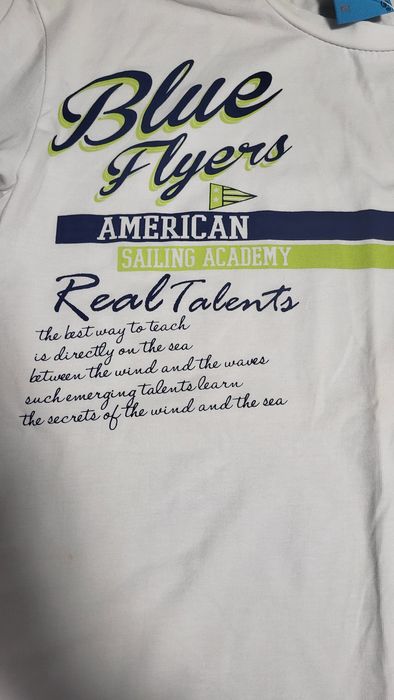 Blue
Flyers
AMERICAN
SAILING ACADEMY
Real Talents
the best way to teach
is directly on the sea
between the wind and the waves
such emerging talents learn
the secrets of the wind and the sea